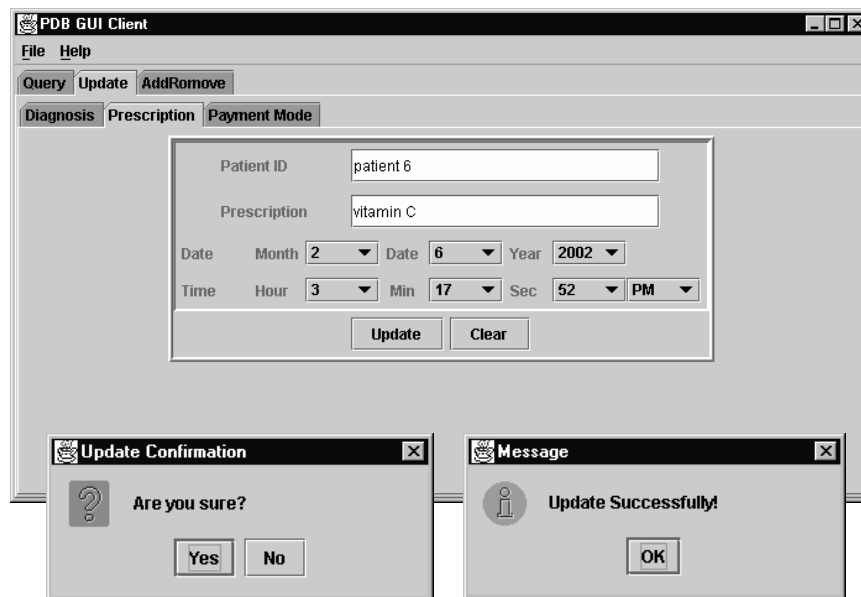 PDB GUI Client
File Help
Query Update AddRomove
Diagnosis Prescription Payment Mode
Patient ID patient 6
Prescription vitamin C
Date Month 2 Date 6 Year 2002
Time Hour 3 Min 17 Sec 52 PM
Update Clear
Update Confirmation
Are you sure?
Yes No
Message
Update Successfully!
OK